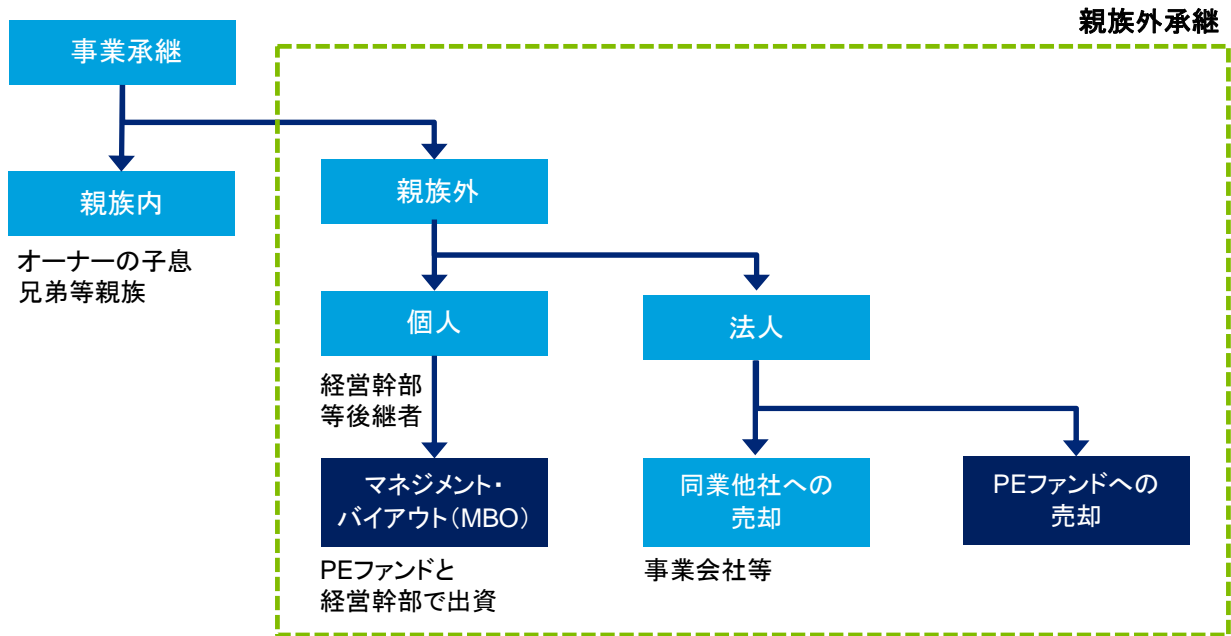 親族外承継
事業承継
親族内
オーナーの子息
兄弟等親族
親族外
個人
法人
経営幹部
等後継者
マネジメント・
バイアウト（MBO）
同業他社への
売却
PEファンドへの
売却
PEファンドと
経営幹部で出資
事業会社等